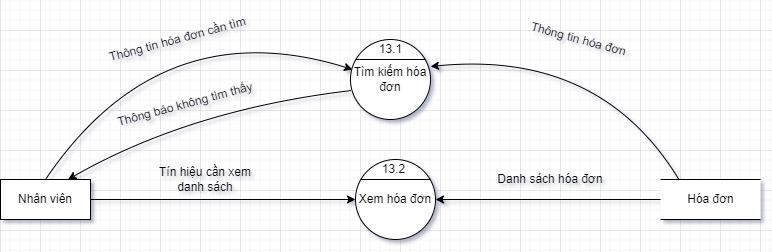 Thông tin hóa đơn cần tìm
Thông tin hóa đơn
13.1
Tìm kiếm hóa
đơn
Thông báo không tìm thấy
Tín hiệu cần xem
danh sách
13.2
Xem hóa đơn
Danh sách hóa đơn
Nhân viên
Hóa đơn